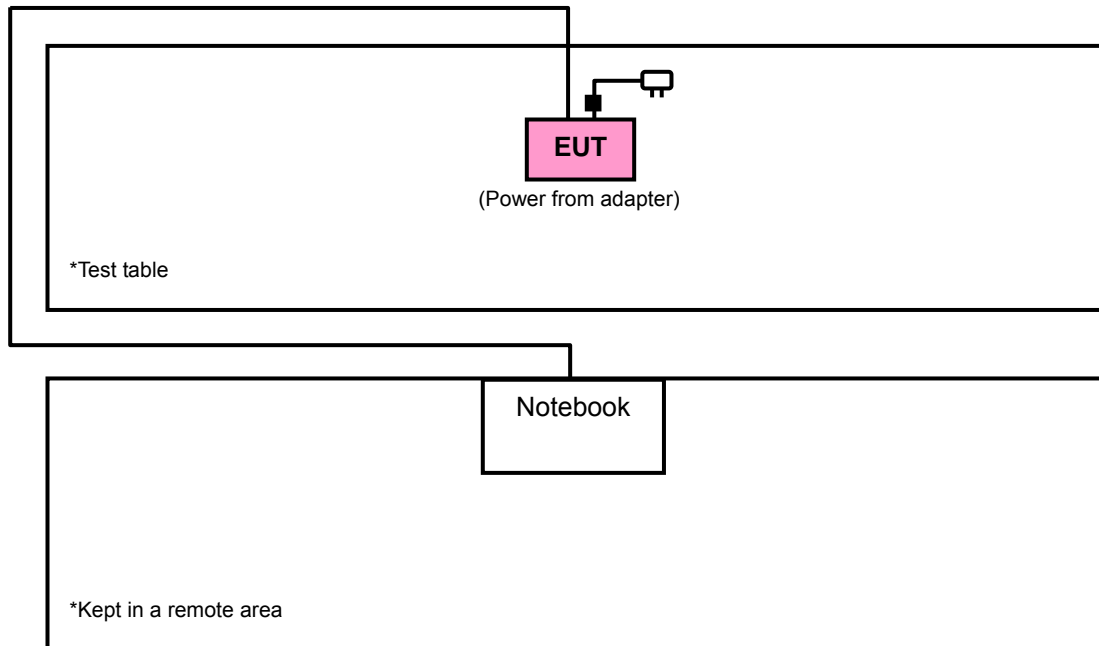 EUT
(Power from adapter)
*Test table
Notebook
*Kept in a remote area